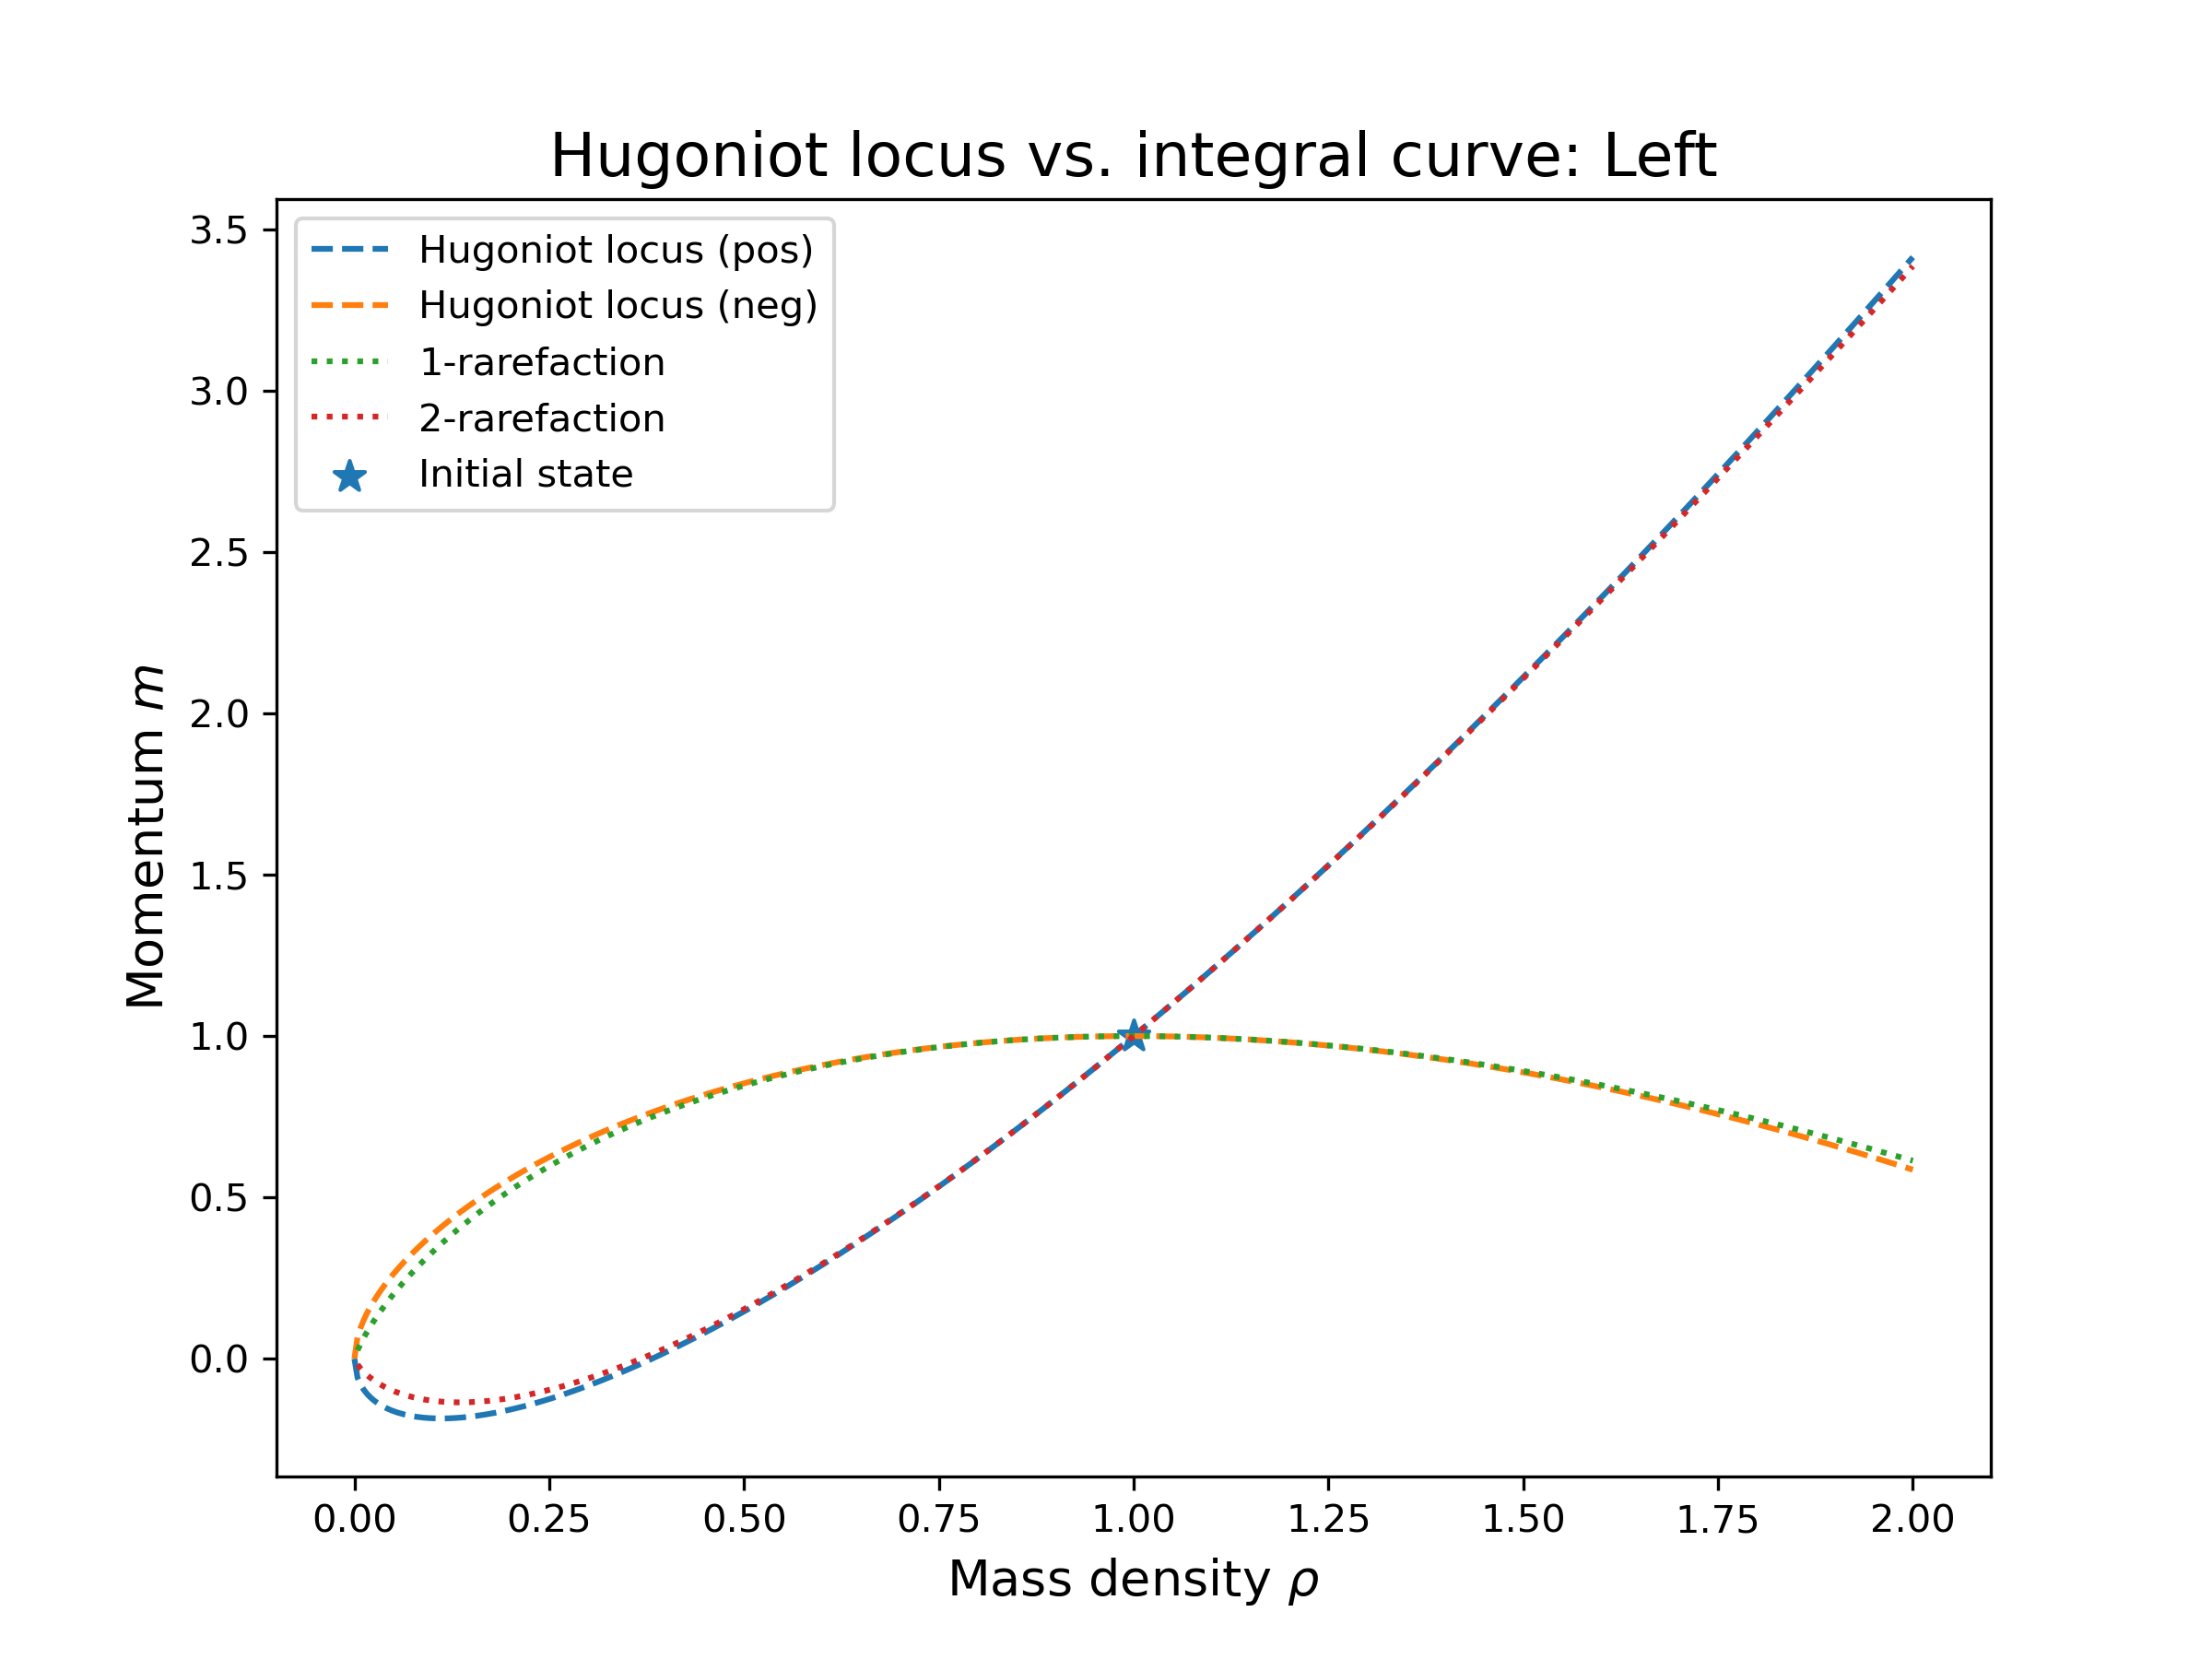 Hugoniot locus vs. integral curve: Left
Hugoniot locus (pos)
Hugoniot locus (neg)
1-rarefaction
2-rarefaction
Initial state
3.5
3.0
2.5
2.0
1.5
1.0
0.5
0.0
Momentum m
0.00 0.25 0.50 0.75 1.00 1.25 1.50 1.75 2.00
Mass density ρ